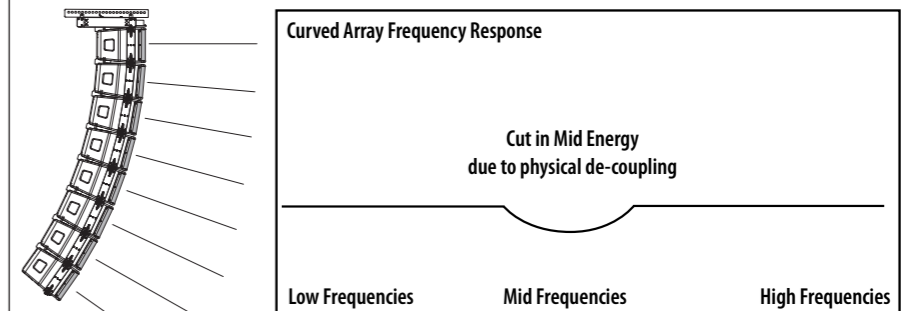 Curved Array Frequency Response
Cut in Mid Energy
due to physical de-coupling
Low Frequencies
Mid Frequencies
High Frequencies